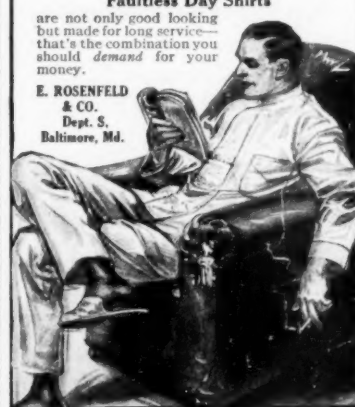 Faultless Day Shirts
are not only good looking
but made for long service—
that's the combination you
should demand for your
money.
E. ROSENFELD
& CO.
Dept. S,
Baltimore, Md.